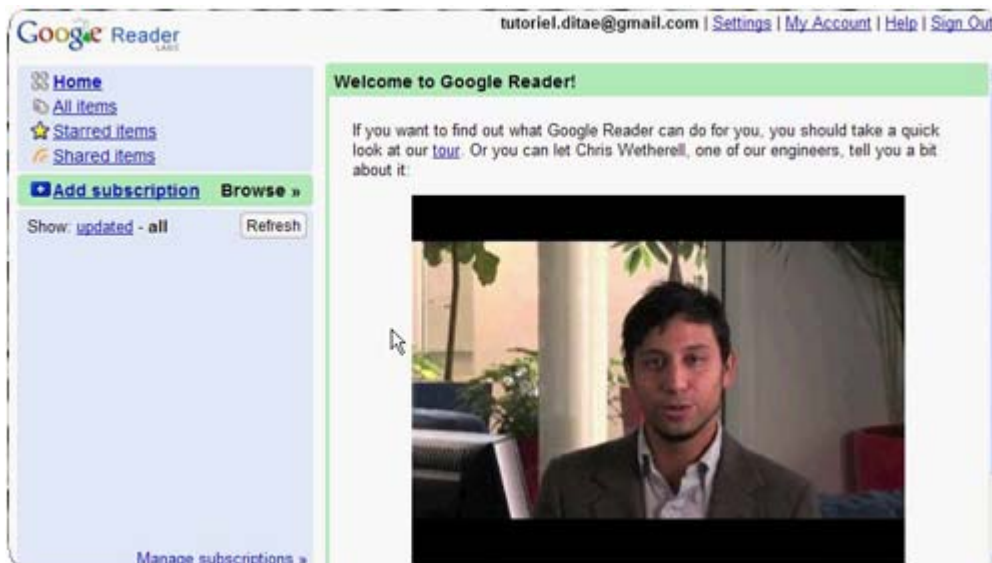 Google Reader
LABS
tutoriel.ditae@gmail.com | Settings | My Account | Help | Sign Out
Home
All items
Starred items
Shared items
Add subscription Browse »
Show: updated - all Refresh
Manage subscriptions »
Welcome to Google Reader!
If you want to find out what Google Reader can do for you, you should take a quick
look at our tour. Or you can let Chris Wetherell, one of our engineers, tell you a bit
about it: